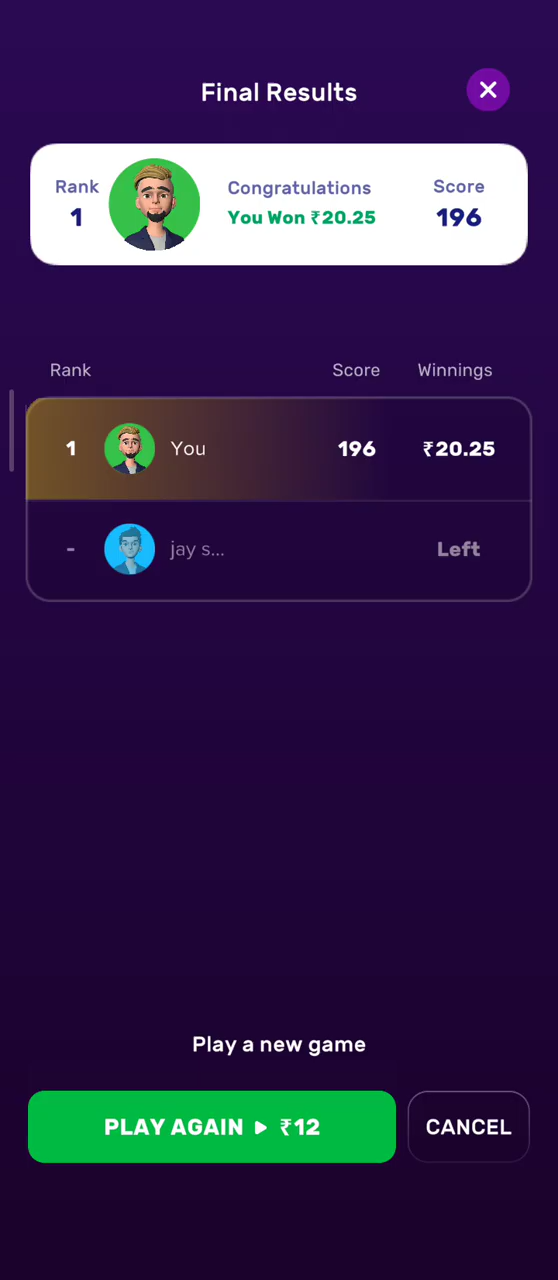 Final Results
Rank
1
Congratulations
You Won ₹20.25
Score
196
Rank Score Winnings
1 You 196 ₹20.25
- jay s... Left
Play a new game
PLAY AGAIN ▶ ₹12
CANCEL